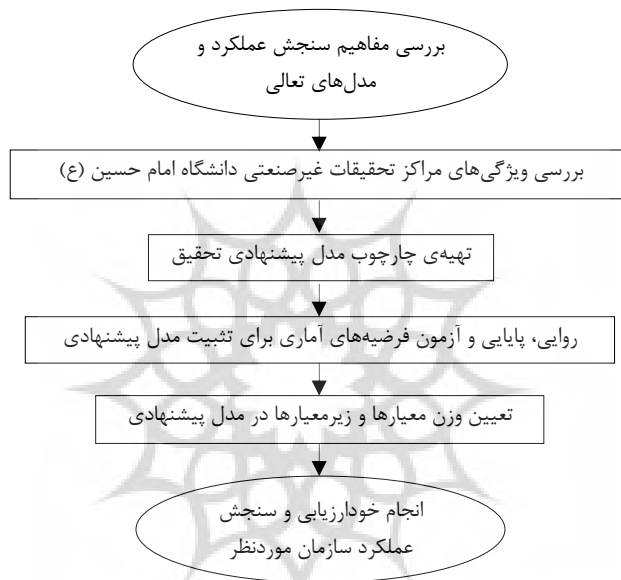 بررسی مفاهیم سنجش عملکرد و
مدل‌های تعالی
بررسی ویژگی‌های مراکز تحقیقات غیرصنعتی دانشگاه امام حسین (ع)
تهیه‌ی چارچوب مدل پیشنهادی تحقیق
روایی، پایایی و آزمون فرضیه‌های آماری برای تثبیت مدل پیشنهادی
تعیین وزن معیارها و زیرمعیارها در مدل پیشنهادی
انجام خودارزیابی و سنجش
عملکرد سازمان موردنظر